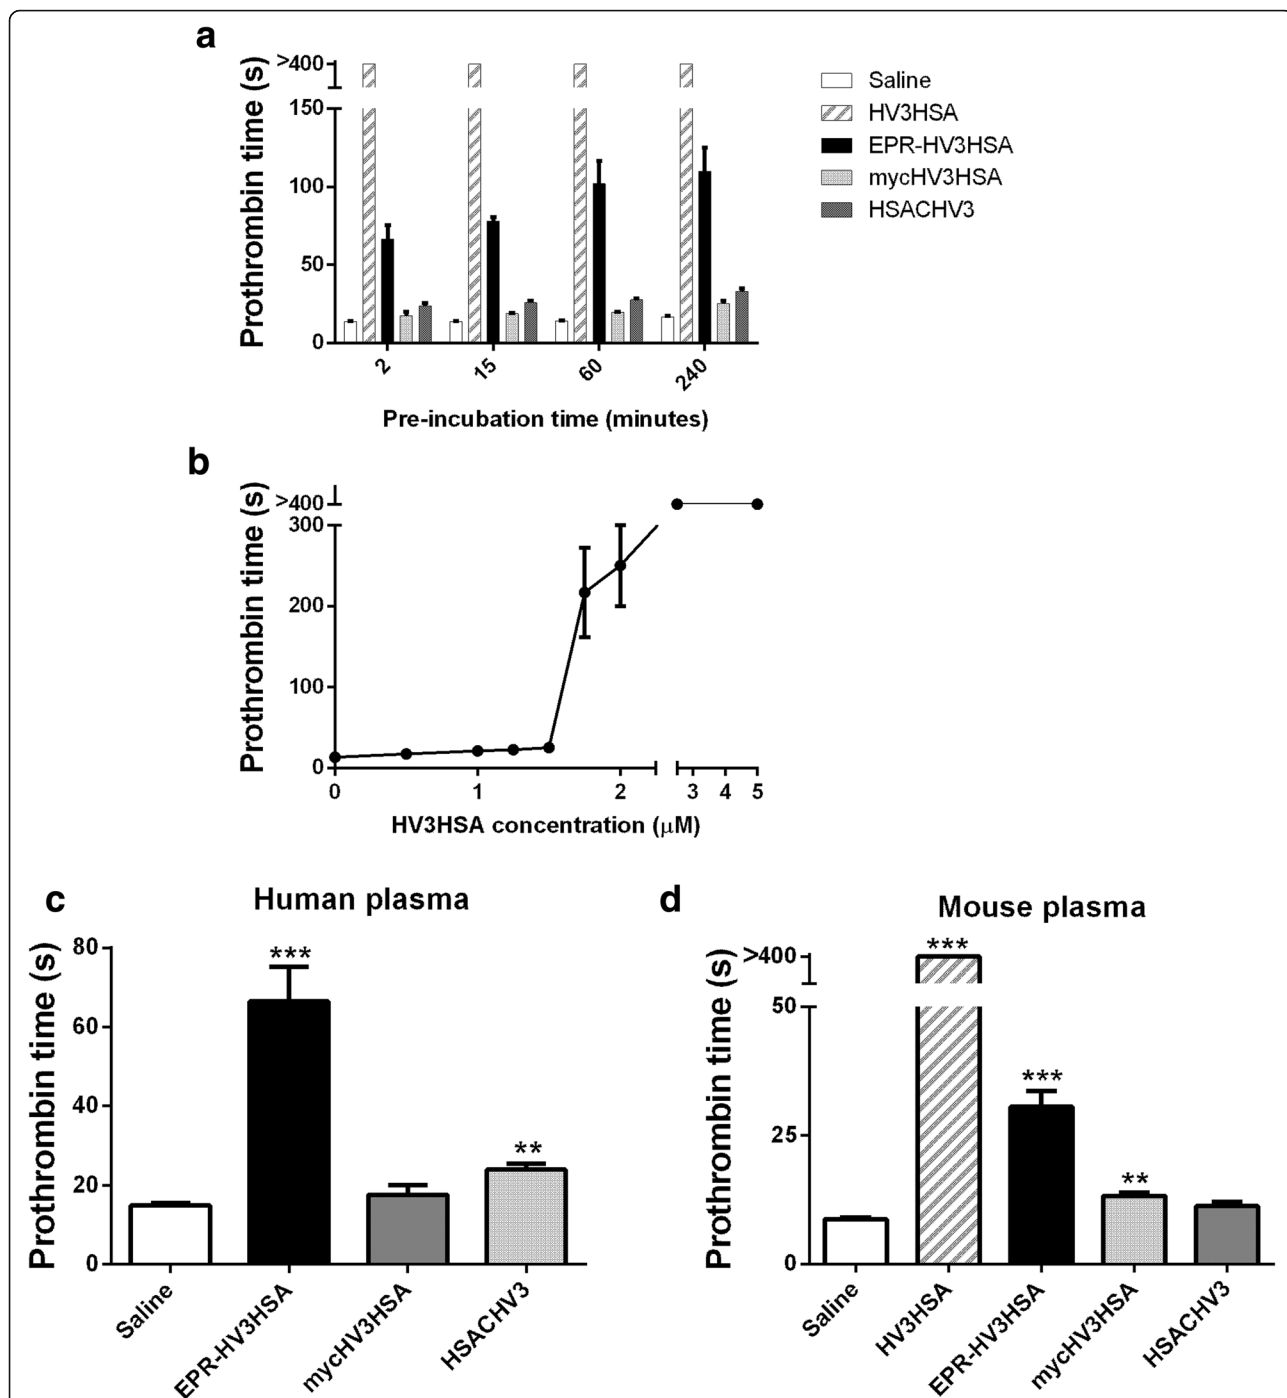 a
Prothrombin time (s)
>400
150
100
50
0
2
15
60
240
Pre-incubation time (minutes)
Saline
HV3HSA
EPR-HV3HSA
mycHV3HSA
HSACHV3
b
Prothrombin time (s)
>400
300
200
100
0
0
1
2
3
4
5
HV3HSA concentration (μM)
c
Human plasma
Prothrombin time (s)
80
60
40
20
0
***
**
Saline
EPR-HV3HSA
mycHV3HSA
HSACHV3
d
Mouse plasma
Prothrombin time (s)
>400
50
25
0
***
***
**
Saline
HV3HSA
EPR-HV3HSA
mycHV3HSA
HSACHV3